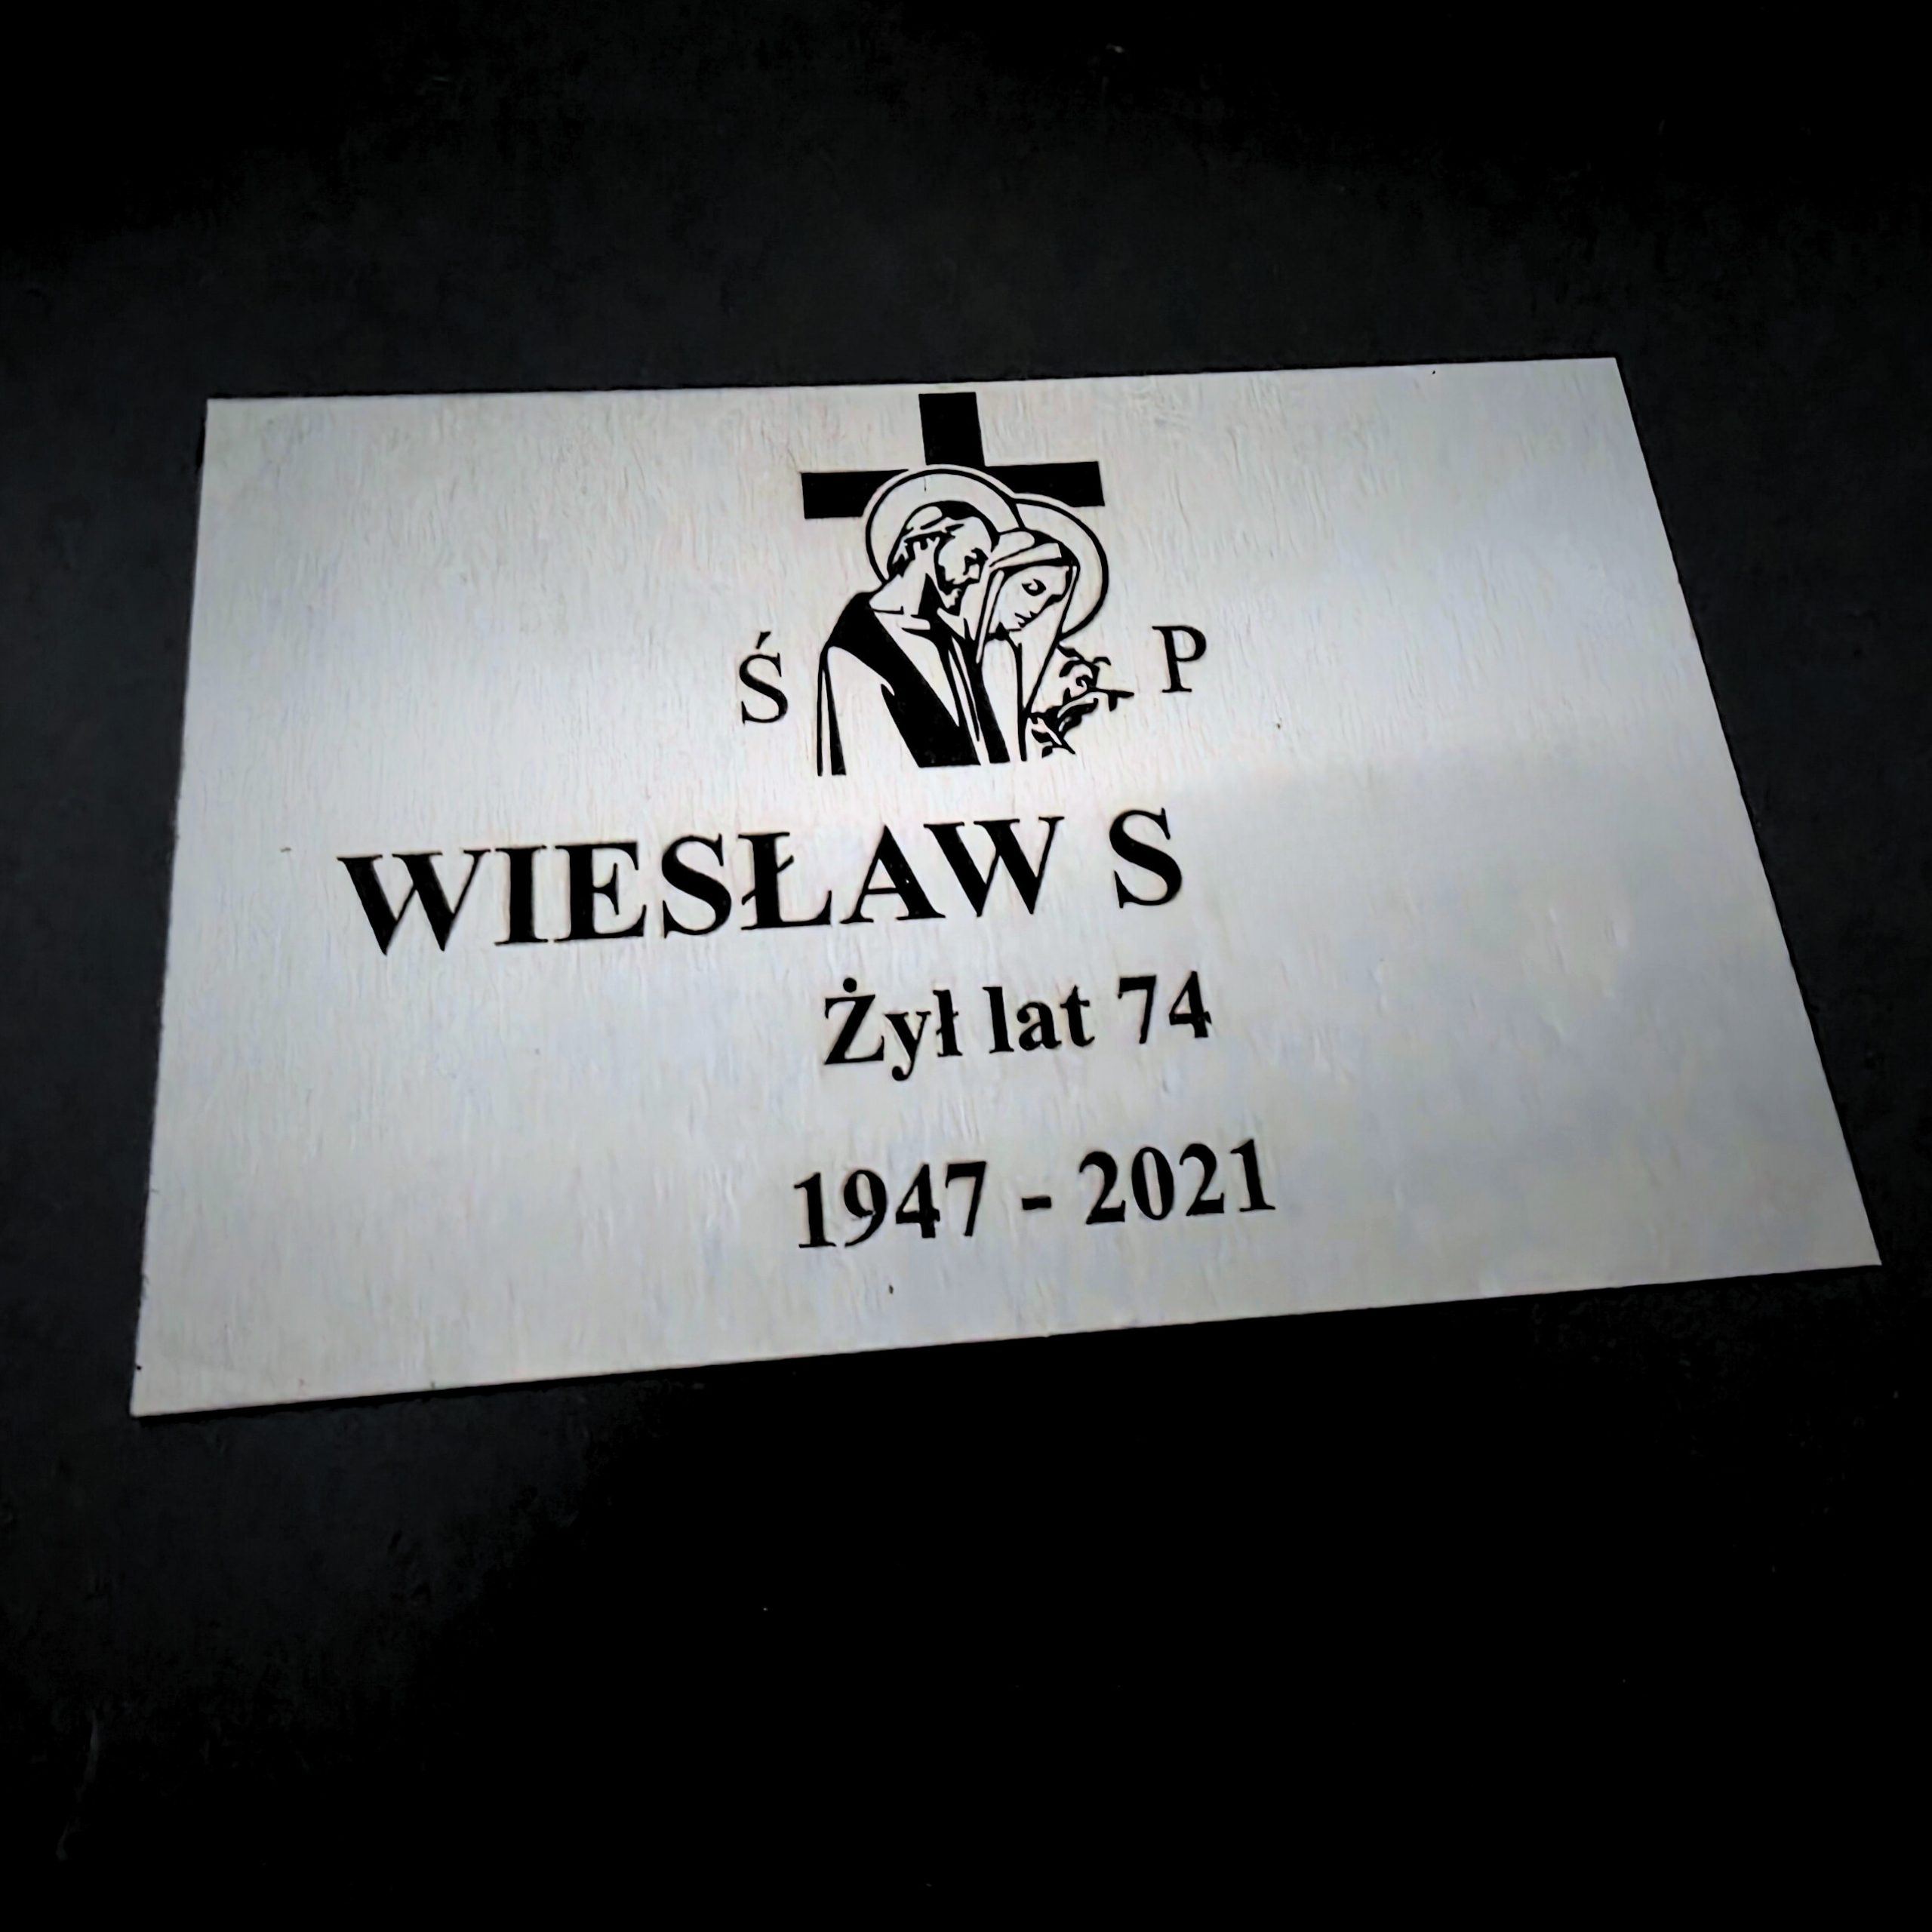 Ś P
WIESŁAW S
Żył lat 74
1947 - 2021